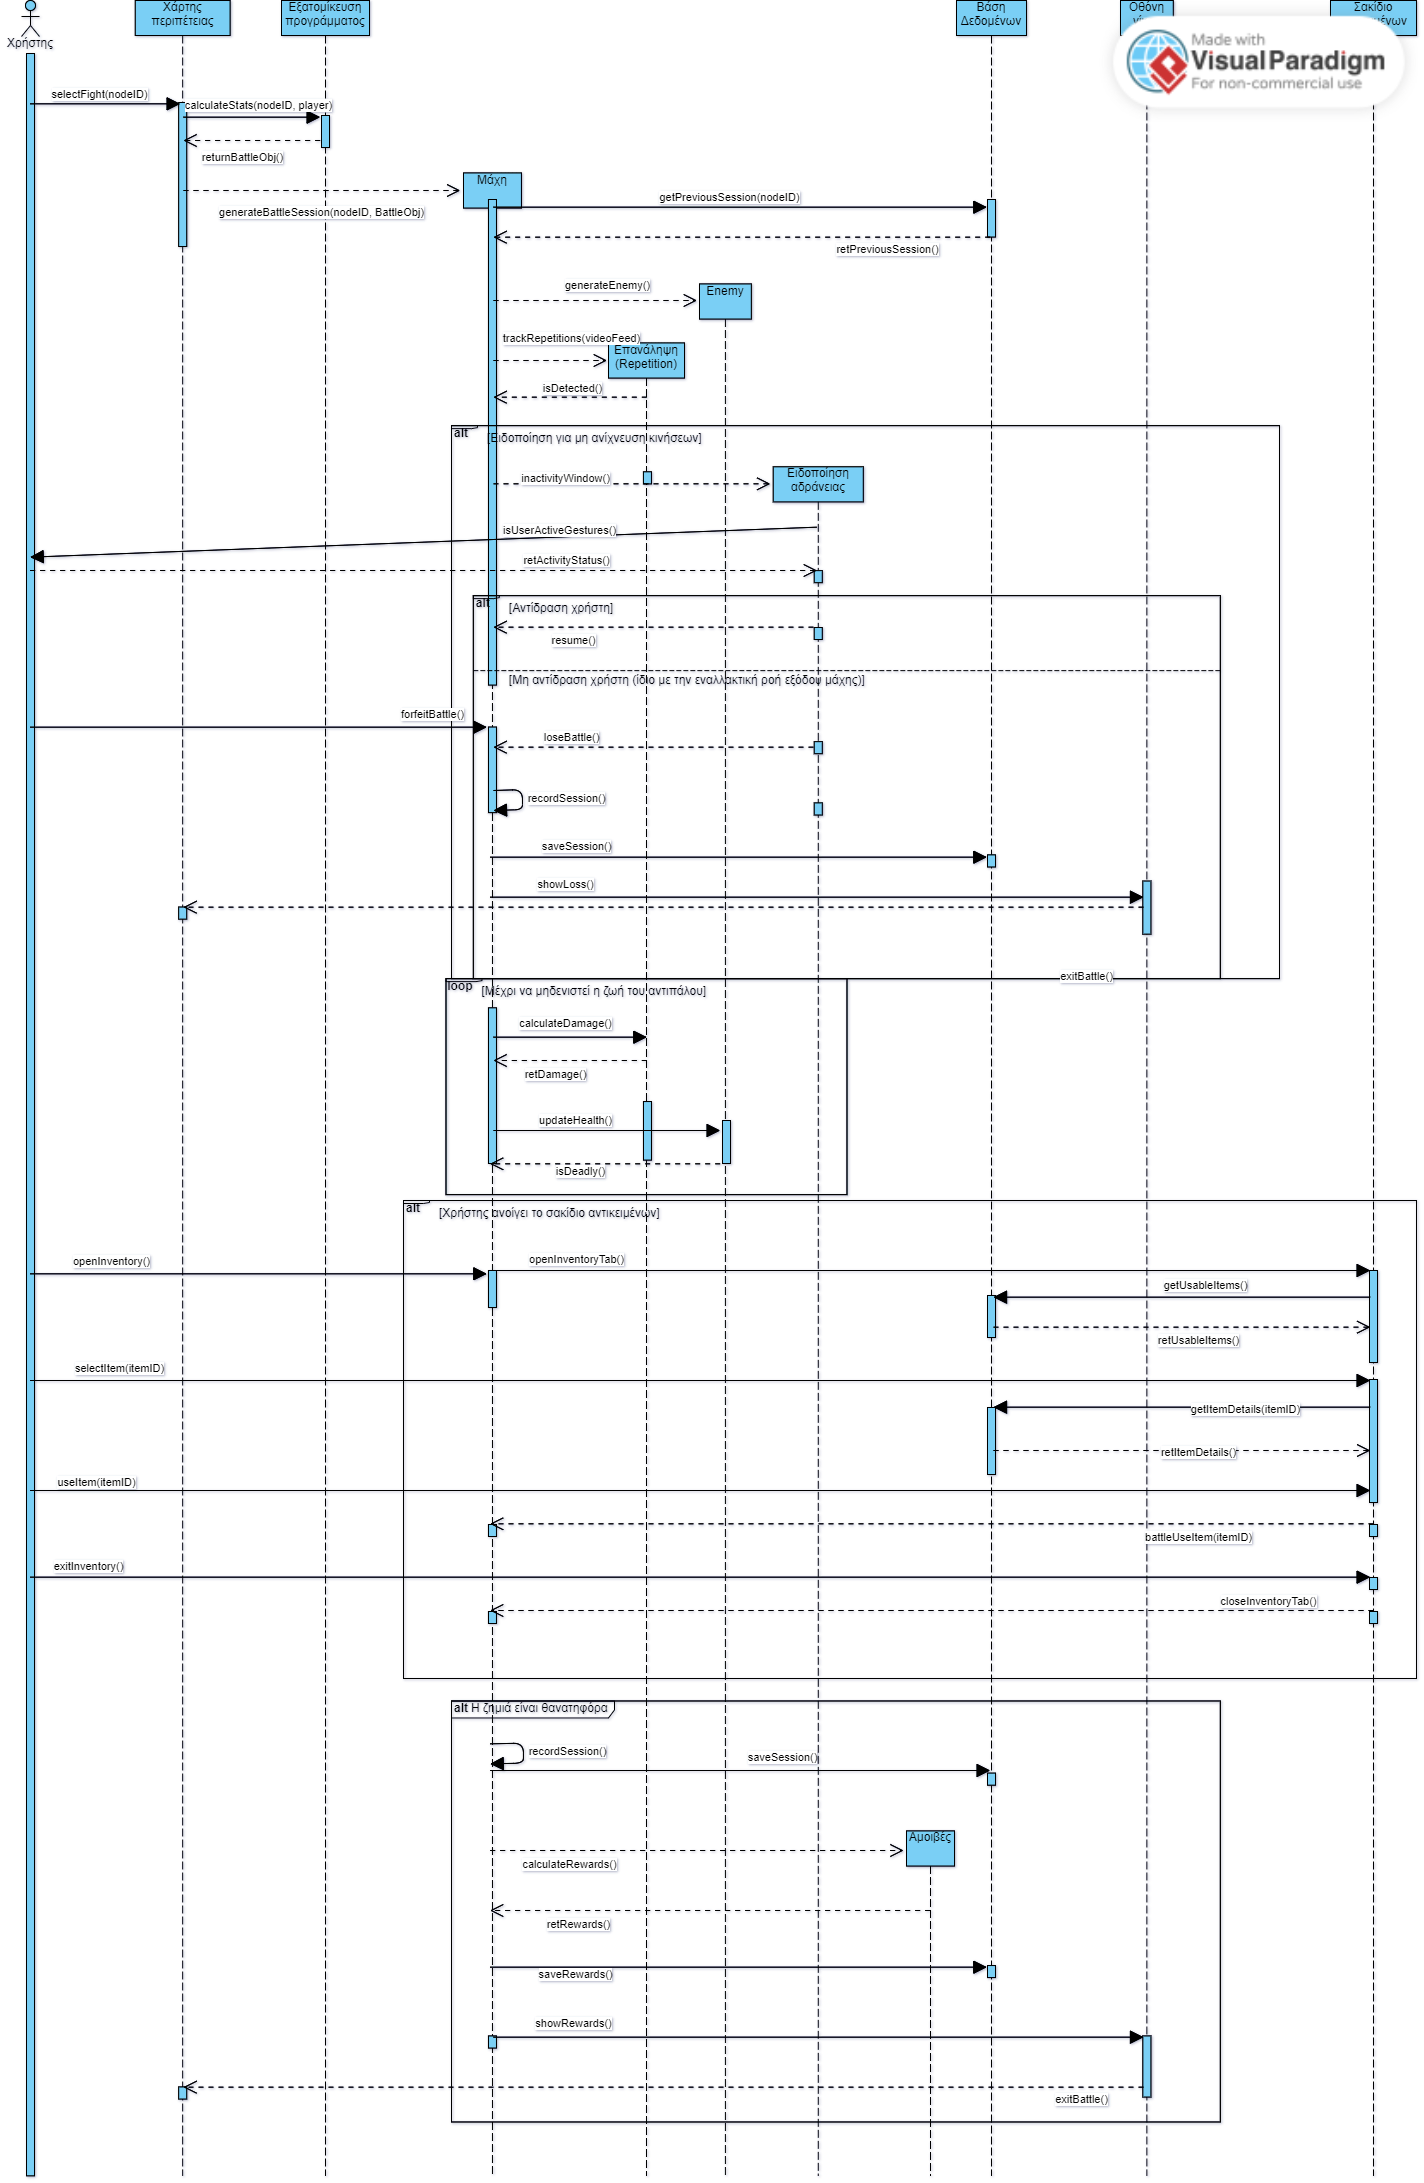 Χρήστης
Χάρτης
περιπέτειας
Εξατομίκευση
προγράμματος
Βάση
Δεδομένων
Οθόνη
Σακίδιο
Made with
Visual Paradigm
For non-commercial use
selectFight(nodeID)
calculateStats(nodeID, player)
returnBattleObj()
Μάχη
generateBattleSession(nodeID, BattleObj)
getPreviousSession(nodeID)
retPreviousSession()
generateEnemy()
Enemy
trackRepetitions(videoFeed)
Επανάληψη
(Repetition)
isDetected()
alt
[Ειδοποίηση για μη ανίχνευση κινήσεων]
inactivityWindow()
Ειδοποίηση
αδράνειας
isUserActiveGestures()
retActivityStatus()
alt
[Αντίδραση χρήστη]
resume()
[Μη αντίδραση χρήστη (ίδιο με την εναλλακτική ροή εξόδου μάχης)]
forfeitBattle()
loseBattle()
recordSession()
saveSession()
showLoss()
exitBattle()
loop
[Μέχρι να μηδενιστεί η ζωή του αντιπάλου]
calculateDamage()
retDamage()
updateHealth()
isDeadly()
alt
[Χρήστης ανοίγει το σακίδιο αντικειμένων]
openInventory()
openInventoryTab()
getUsableItems()
retUsableItems()
selectItem(itemID)
getItemDetails(itemID)
retItemDetails()
useItem(itemID)
battleUseItem(itemID)
exitInventory()
closeInventoryTab()
alt Η ζημιά είναι θανατηφόρα
recordSession()
saveSession()
Αμοιβές
calculateRewards()
retRewards()
saveRewards()
showRewards()
exitBattle()